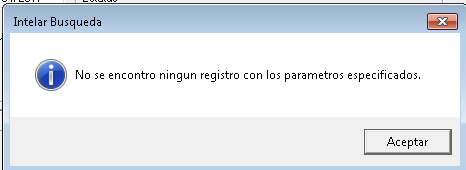 Intelar Busqueda
No se encontro ningun registro con los parametros especificados.
Aceptar